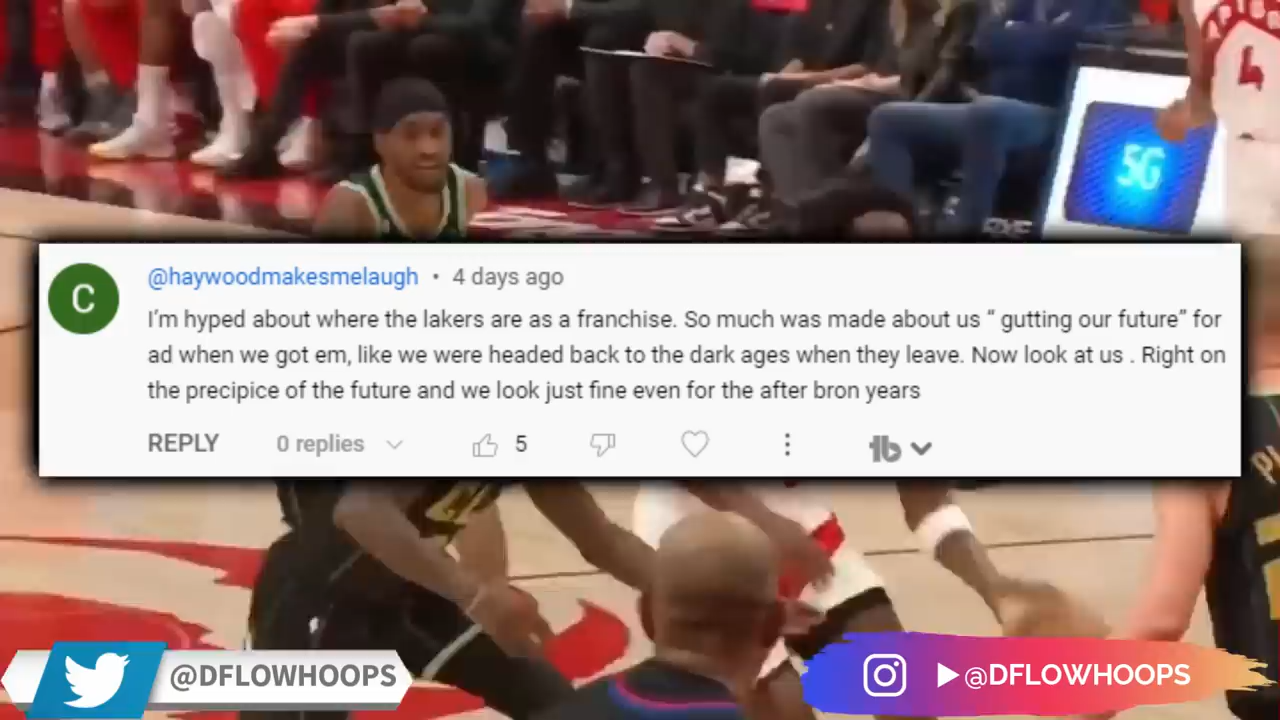 4
5G
@haywoodmakesmelaugh • 4 days ago
C
I'm hyped about where the lakers are as a franchise. So much was made about us “ gutting our future” for
ad when we got em, like we were headed back to the dark ages when they leave. Now look at us . Right on
the precipice of the future and we look just fine even for the after bron years
REPLY 0 replies 5
@DFLOWHOOPS
@DFLOWHOOPS